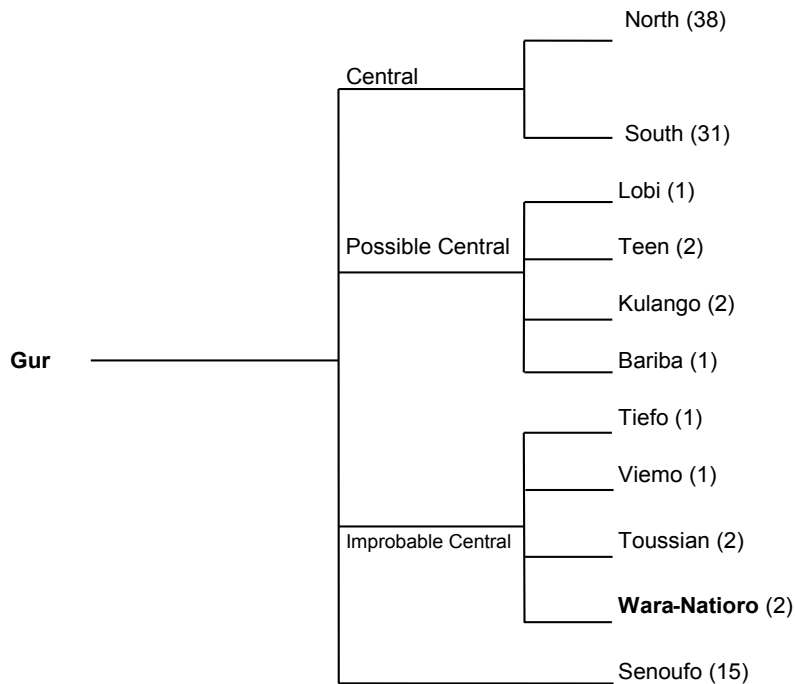 North (38)
Central
South (31)
Lobi (1)
Possible Central
Teen (2)
Kulango (2)
Gur
Bariba (1)
Tiefo (1)
Viemo (1)
Improbable Central
Toussian (2)
Wara-Natioro (2)
Senoufo (15)